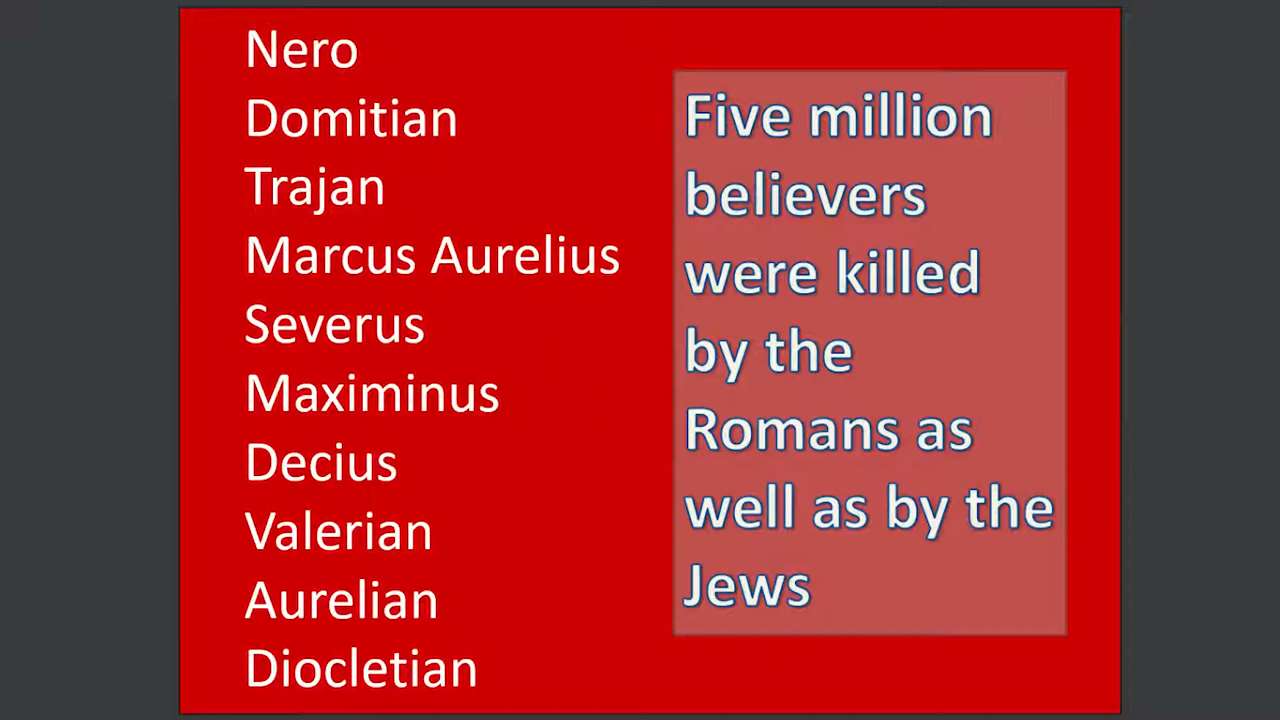 Nero
Domitian
Trajan
Marcus Aurelius
Severus
Maximinus
Decius
Valerian
Aurelian
Diocletian
Five million
believers
were killed
by the
Romans as
well as by the
Jews